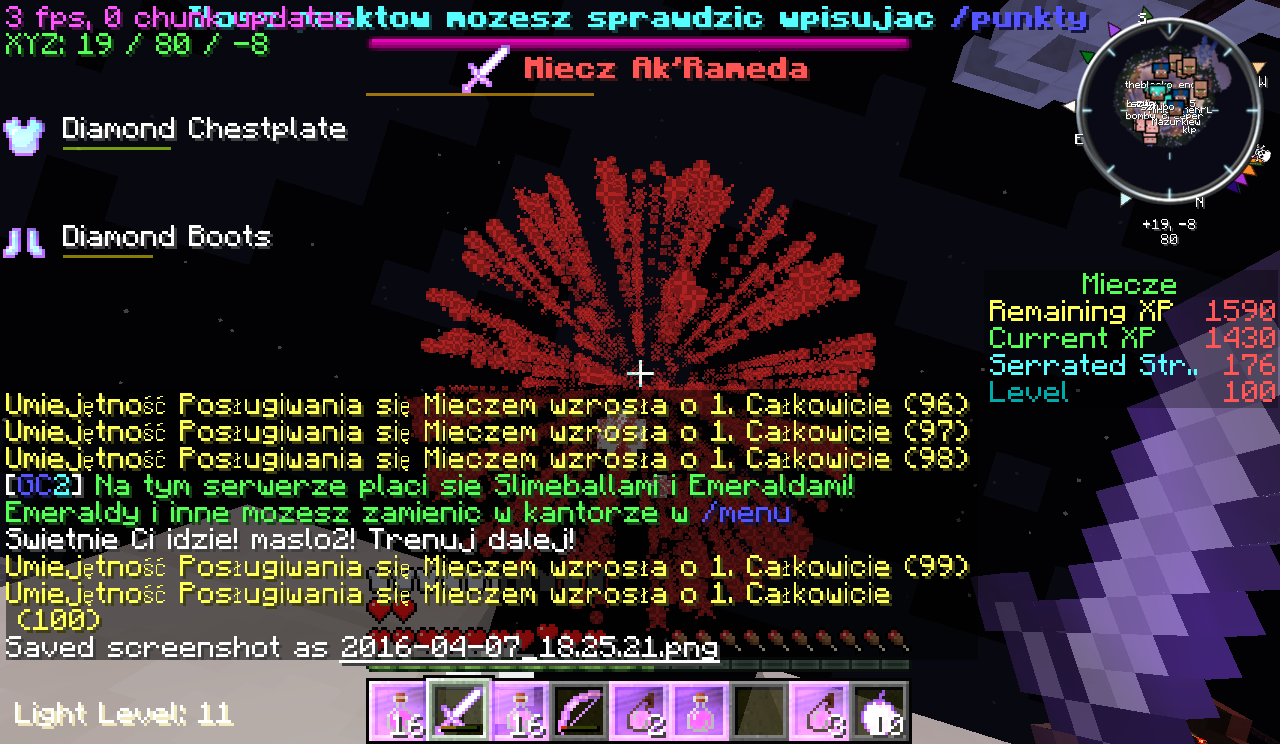 3 fps, 0 chunk updates
punktow mozesz sprawdzic wpisujac /punkty
XYZ: 19 / 80 / -8
Miecz Ak'Rameda
Diamond Chestplate
Diamond Boots
S
W
E
N
+19, -8
80
Miecze
Remaining XP 1590
Current XP 1430
Serrated Str.. 176
Level 100
Umiejętność Posługiwania się Mieczem wzrosła o 1. Całkowicie (96)
Umiejętność Posługiwania się Mieczem wzrosła o 1. Całkowicie (97)
Umiejętność Posługiwania się Mieczem wzrosła o 1. Całkowicie (98)
[GC2] Na tym serwerze placi sie Slimeballami i Emeraldami!
Emeraldy i inne mozesz zamienic w kantorze w /menu
Swietnie Ci idzie! maslo2! Trenuj dalej!
Umiejętność Posługiwania się Mieczem wzrosła o 1. Całkowicie (99)
Umiejętność Posługiwania się Mieczem wzrosła o 1. Całkowicie
(100)
Saved screenshot as 2016-04-07_18.25.21.png
16 16 2 3 10
Light Level: 11